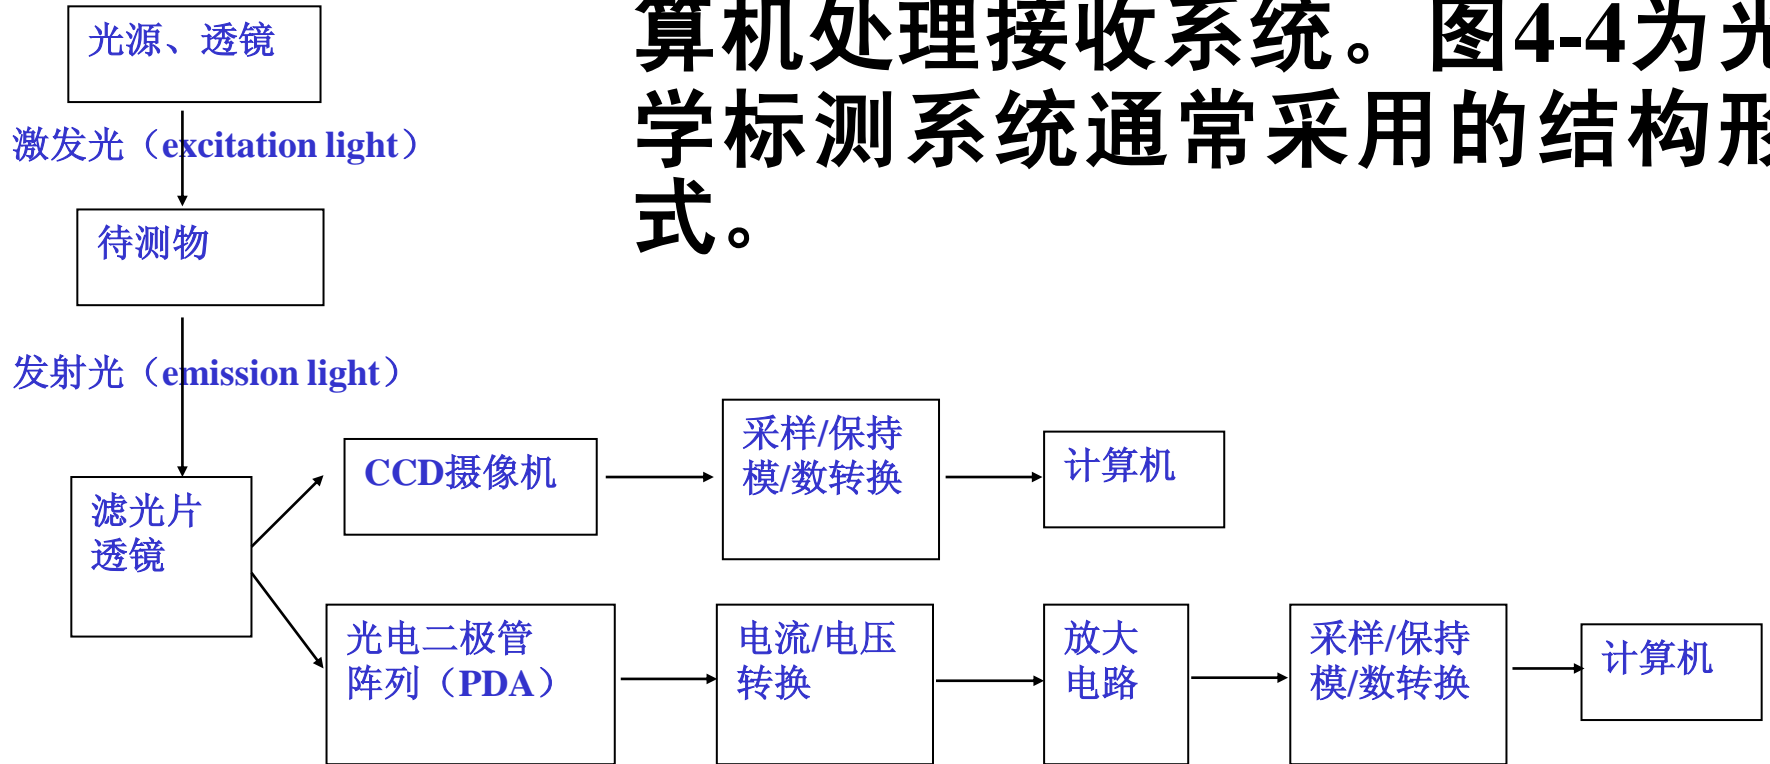 算机处理接收系统。图4-4为光
学标测系统通常采用的结构形
式。
光源、透镜
激发光（excitation light）
待测物
发射光（emission light）
滤光片
透镜
CCD摄像机
采样/保持
模/数转换
计算机
光电二极管
阵列（PDA）
电流/电压
转换
放大
电路
采样/保持
模/数转换
计算机